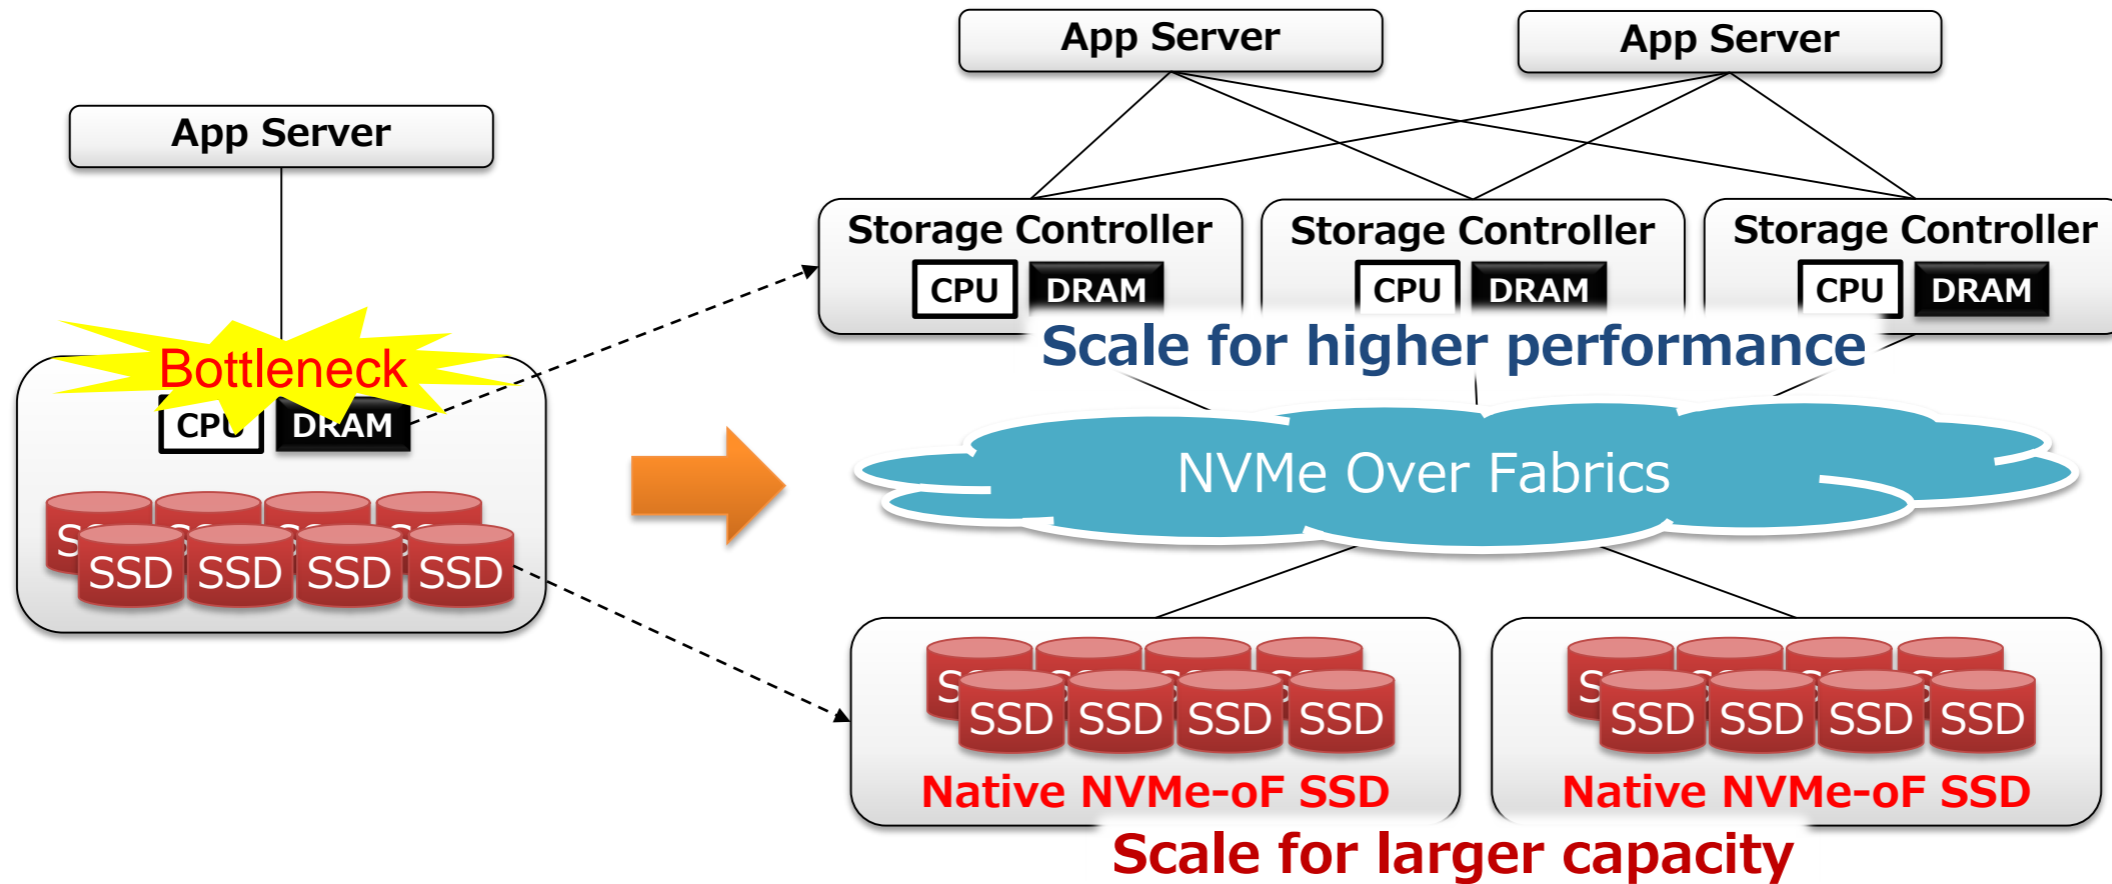 App Server
Bottleneck
CPU
DRAM
SSD
SSD
SSD
SSD
App Server
App Server
Storage Controller
CPU
DRAM
Storage Controller
CPU
DRAM
Storage Controller
CPU
DRAM
Scale for higher performance
NVMe Over Fabrics
SSD
SSD
SSD
SSD
Native NVMe-oF SSD
SSD
SSD
SSD
SSD
Native NVMe-oF SSD
Scale for larger capacity